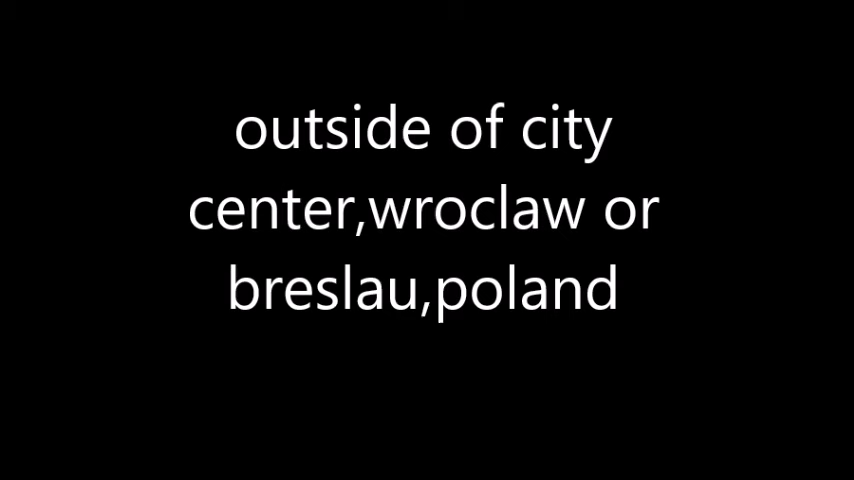 outside of city
center,wroclaw or
breslau,poland